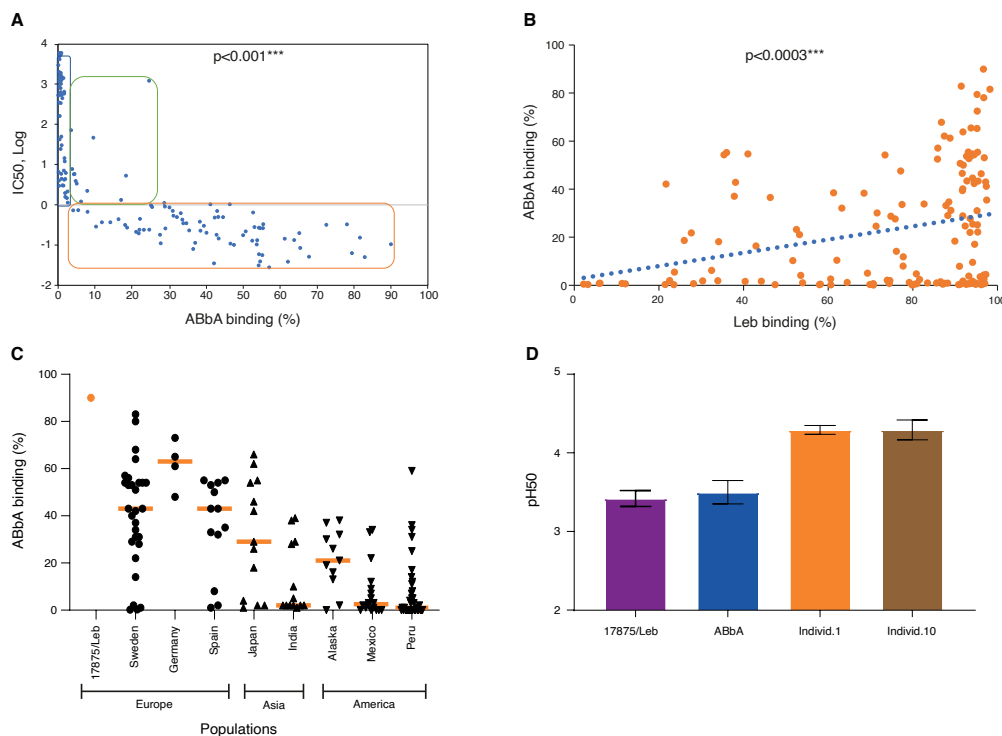 A
p<0.001***
IC50, Log
4
3
2
1
0
-1
-2
0
10
20
30
40
50
60
70
80
90
100
ABbA binding (%)
B
p<0.0003***
ABbA binding (%)
100
80
60
40
20
0
20
40
60
80
100
Leb binding (%)
C
ABbA binding (%)
100
80
60
40
20
0
17875/Leb
Sweden
Germany
Spain
Japan
India
Alaska
Mexico
Peru
Europe
Asia
America
Populations
D
pH50
5
4
3
2
17875/Leb
ABbA
Individ.1
Individ.10